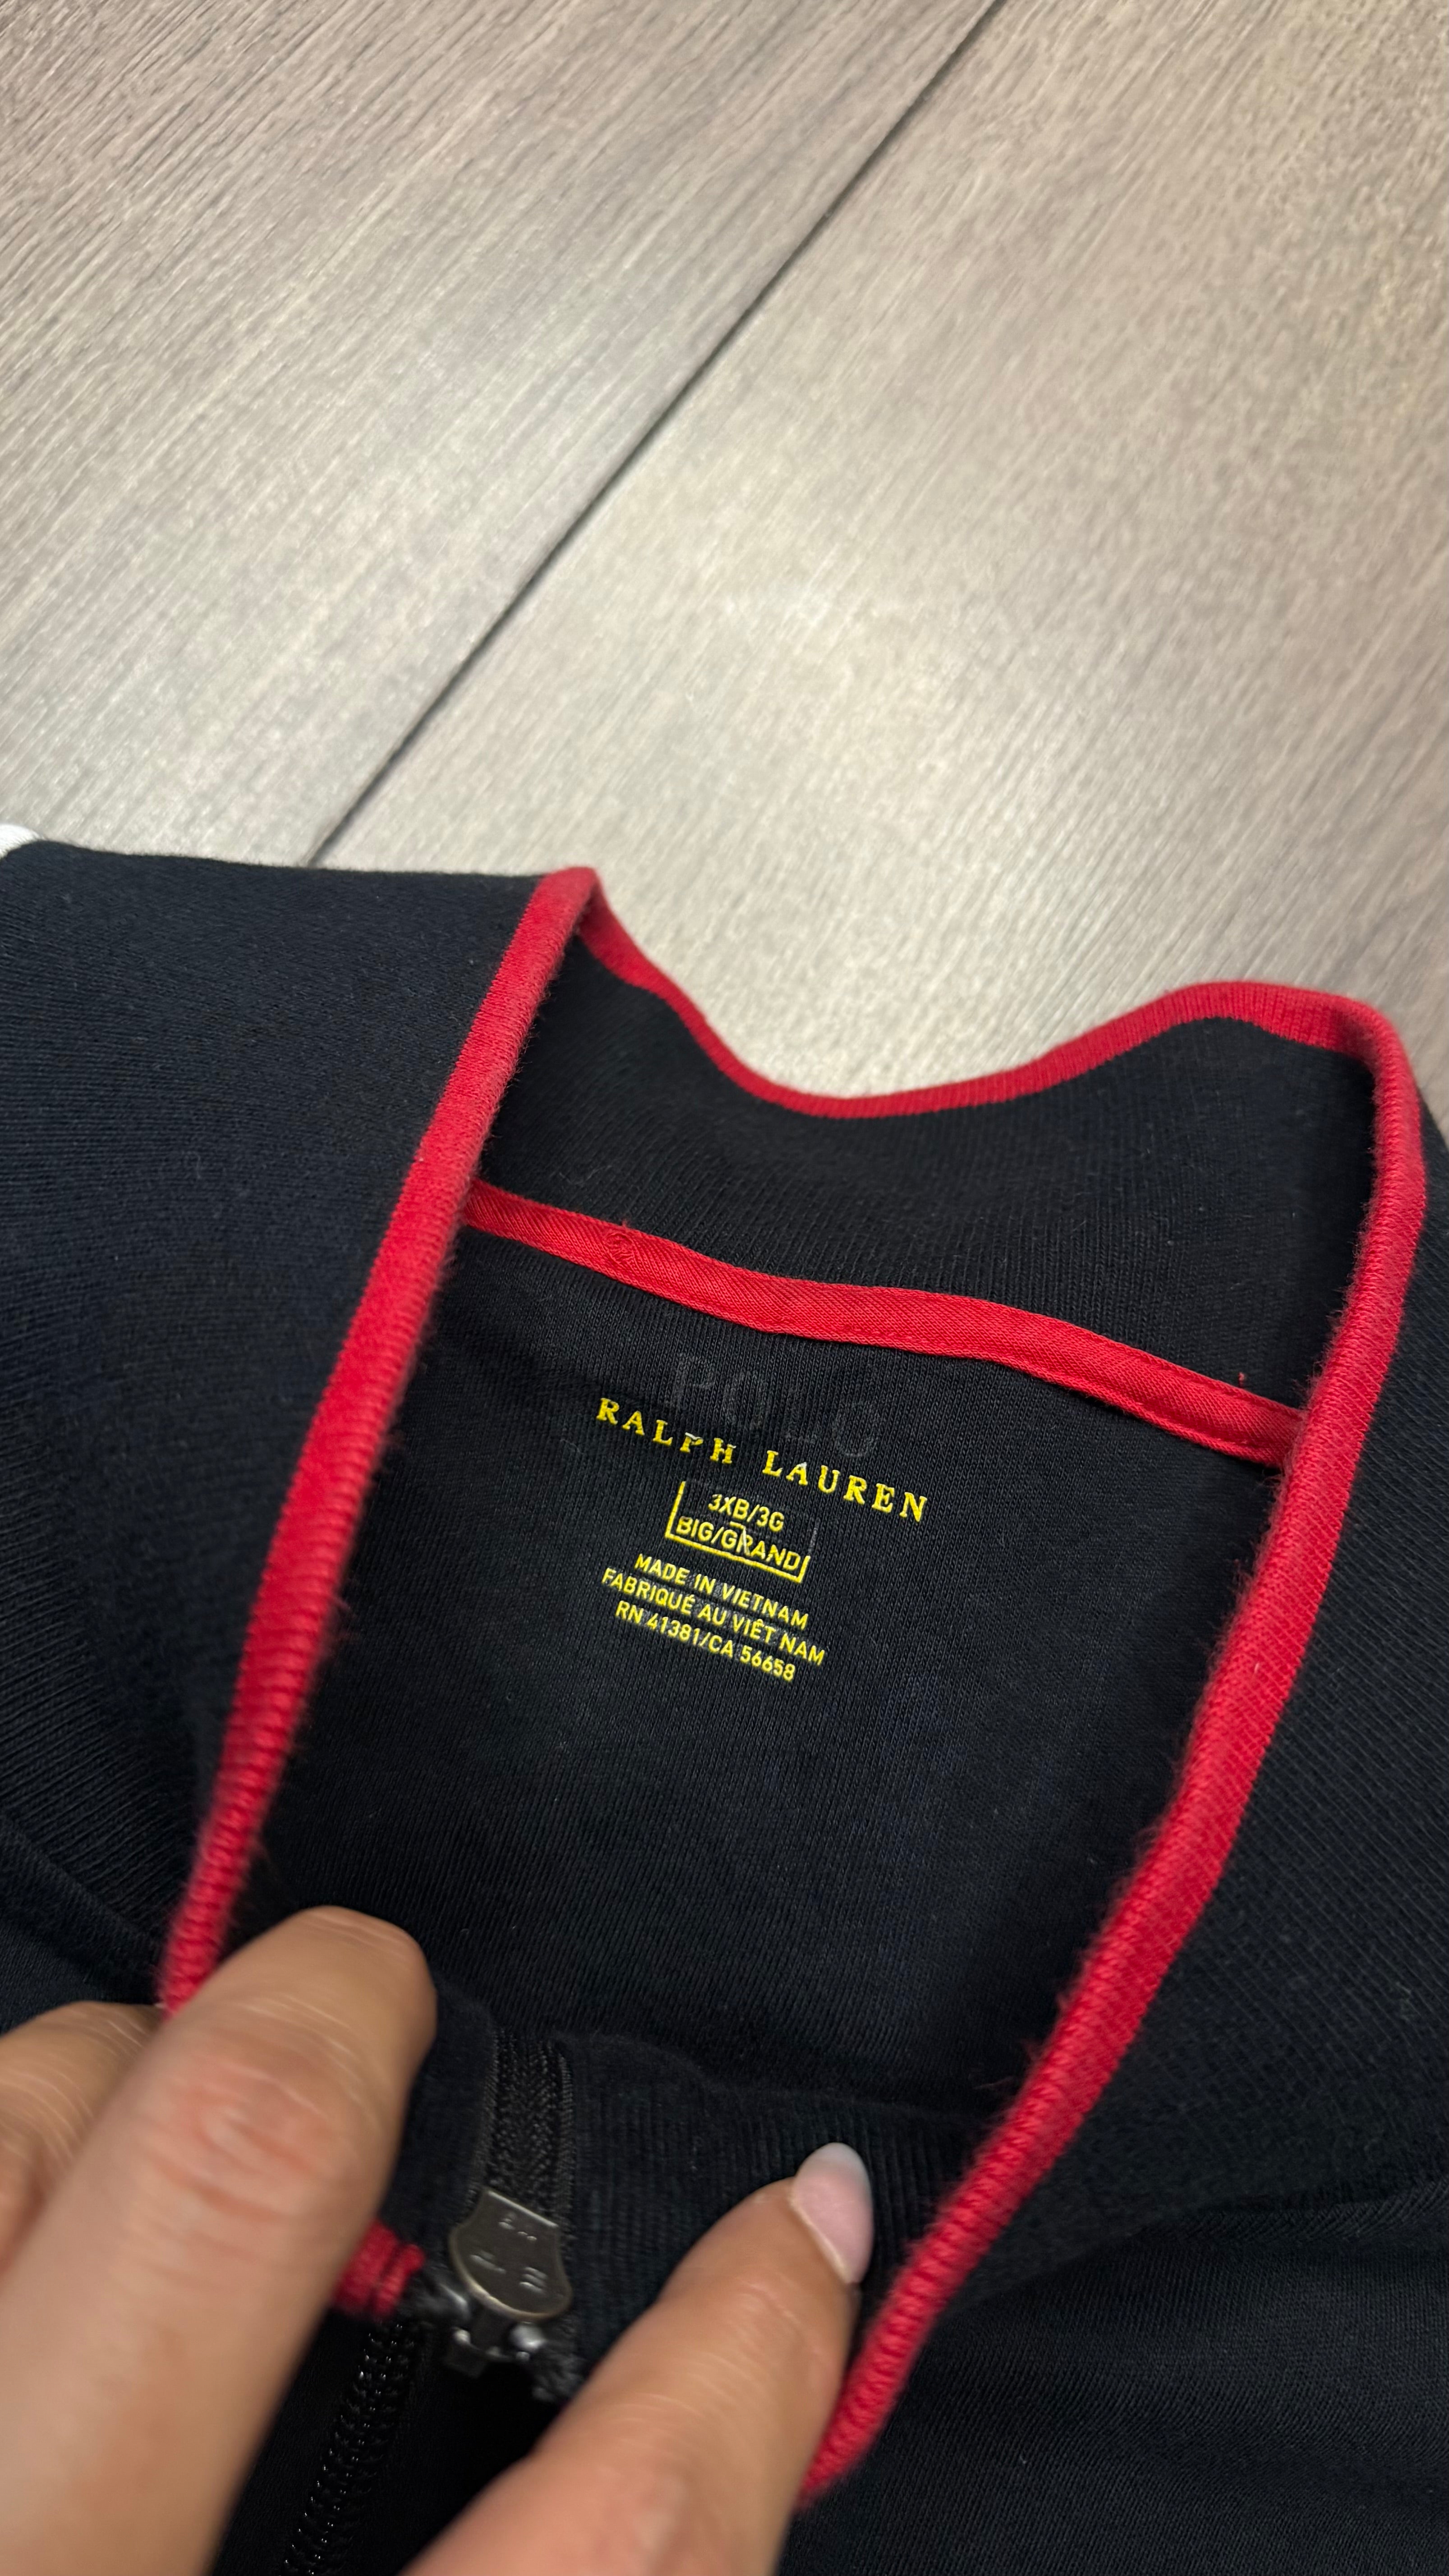 POLO
RALPH LAUREN
3XB/3G
BIG/GRAND
MADE IN VIETNAM
FABRIQUÉ AU VIÊT NAM
RN 41381/CA 56658